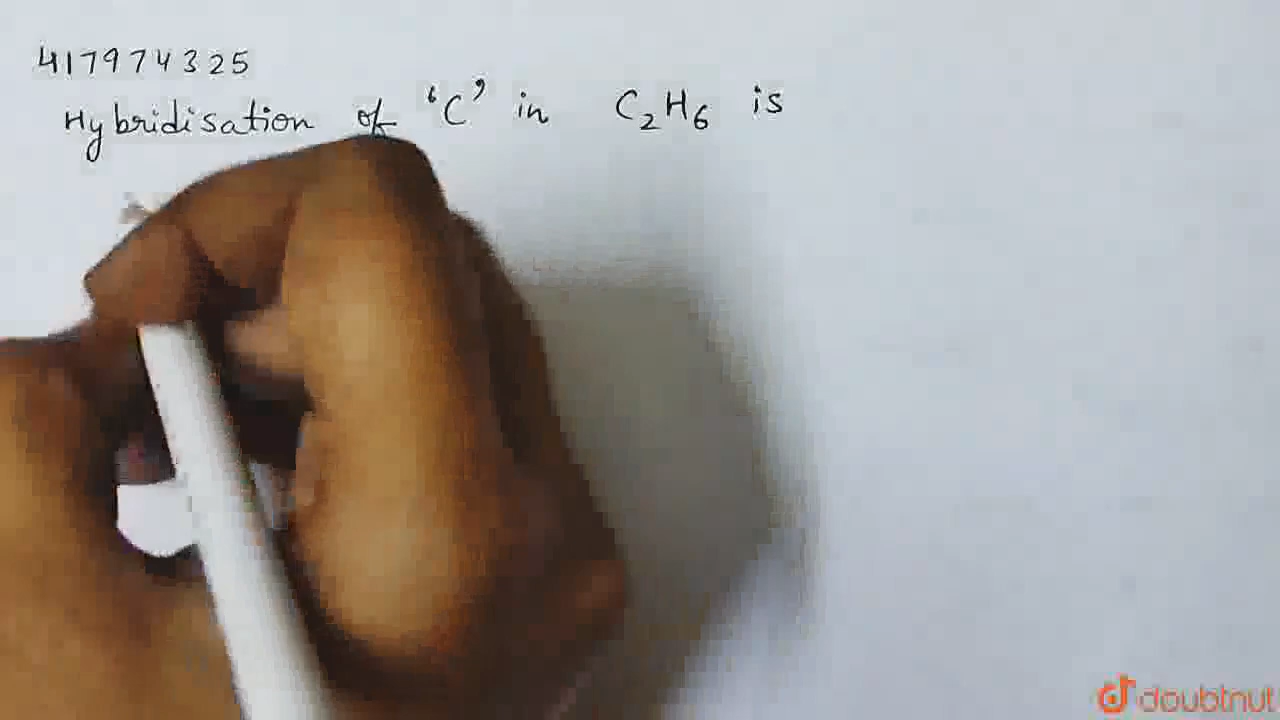 417974325
Hybridisation of 'C' in C₂H₆ is
doubtnut